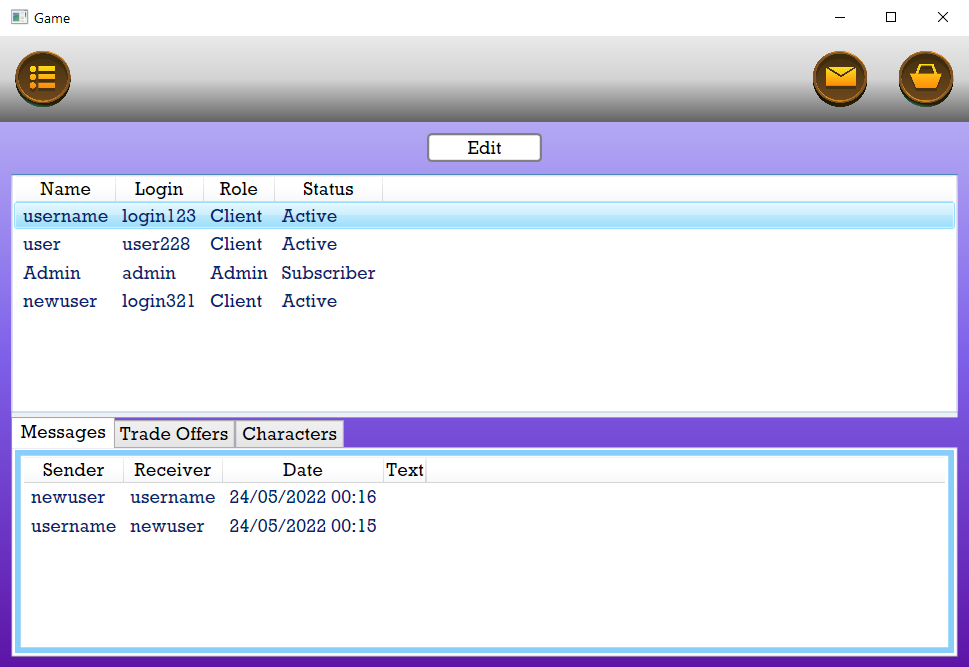 Game
Edit
Name Login Role Status
username login123 Client Active
user user228 Client Active
Admin admin Admin Subscriber
newuser login321 Client Active
Messages Trade Offers Characters
Sender Receiver Date Text
newuser username 24/05/2022 00:16
username newuser 24/05/2022 00:15